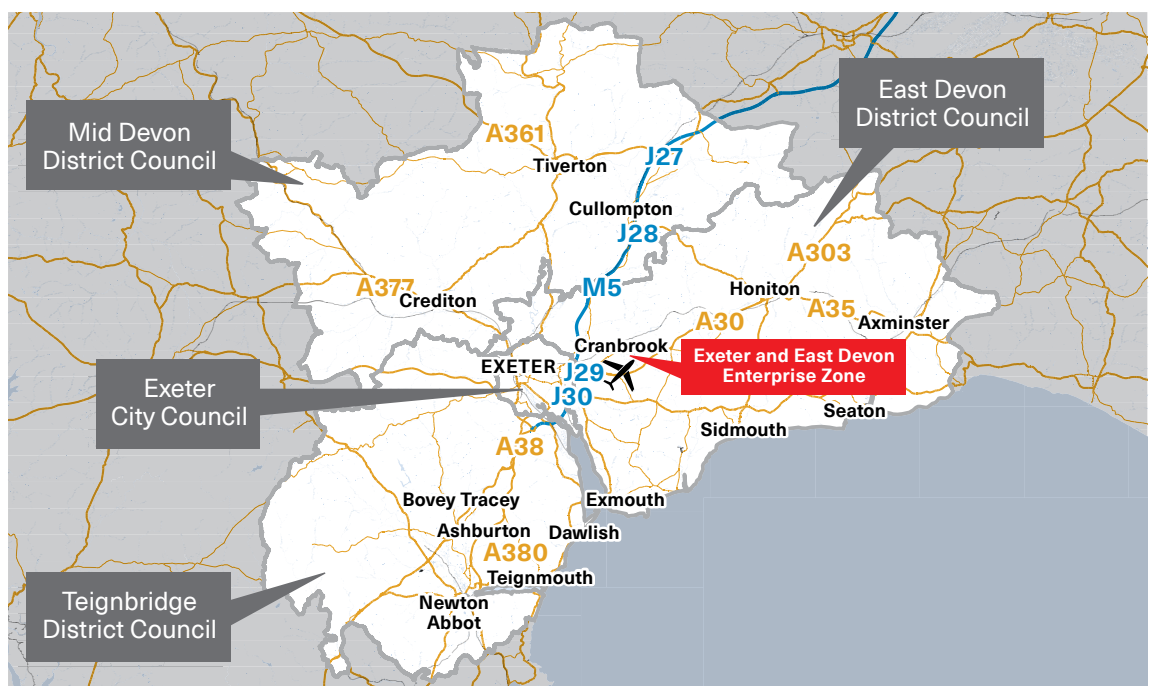 East Devon
District Council
Mid Devon
District Council
A361
J27
Tiverton
Cullompton
J28
A303
M5
A377
Crediton
Honiton
A35
A30
Axminster
Cranbrook
Exeter and East Devon
Enterprise Zone
EXETER
J29
J30
Exeter
City Council
Seaton
Sidmouth
A38
Bovey Tracey
Exmouth
Ashburton
Dawlish
A380
Teignmouth
Teignbridge
District Council
Newton
Abbot